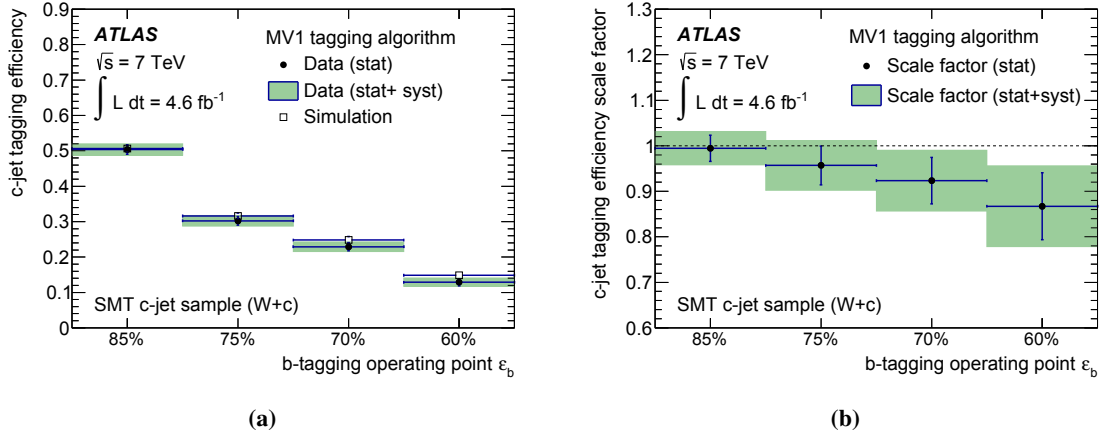 ATLAS
√s = 7 TeV
∫ L dt = 4.6 fb⁻¹
MV1 tagging algorithm
Data (stat)
Data (stat+ syst)
Simulation
c-jet tagging efficiency
0.9
0.8
0.7
0.6
0.5
0.4
0.3
0.2
0.1
0
SMT c-jet sample (W+c)
85% 75% 70% 60%
b-tagging operating point ε_b
(a)
ATLAS
√s = 7 TeV
∫ L dt = 4.6 fb⁻¹
MV1 tagging algorithm
Scale factor (stat)
Scale factor (stat+syst)
c-jet tagging efficiency scale factor
1.3
1.2
1.1
1
0.9
0.8
0.7
0.6
SMT c-jet sample (W+c)
85% 75% 70% 60%
b-tagging operating point ε_b
(b)